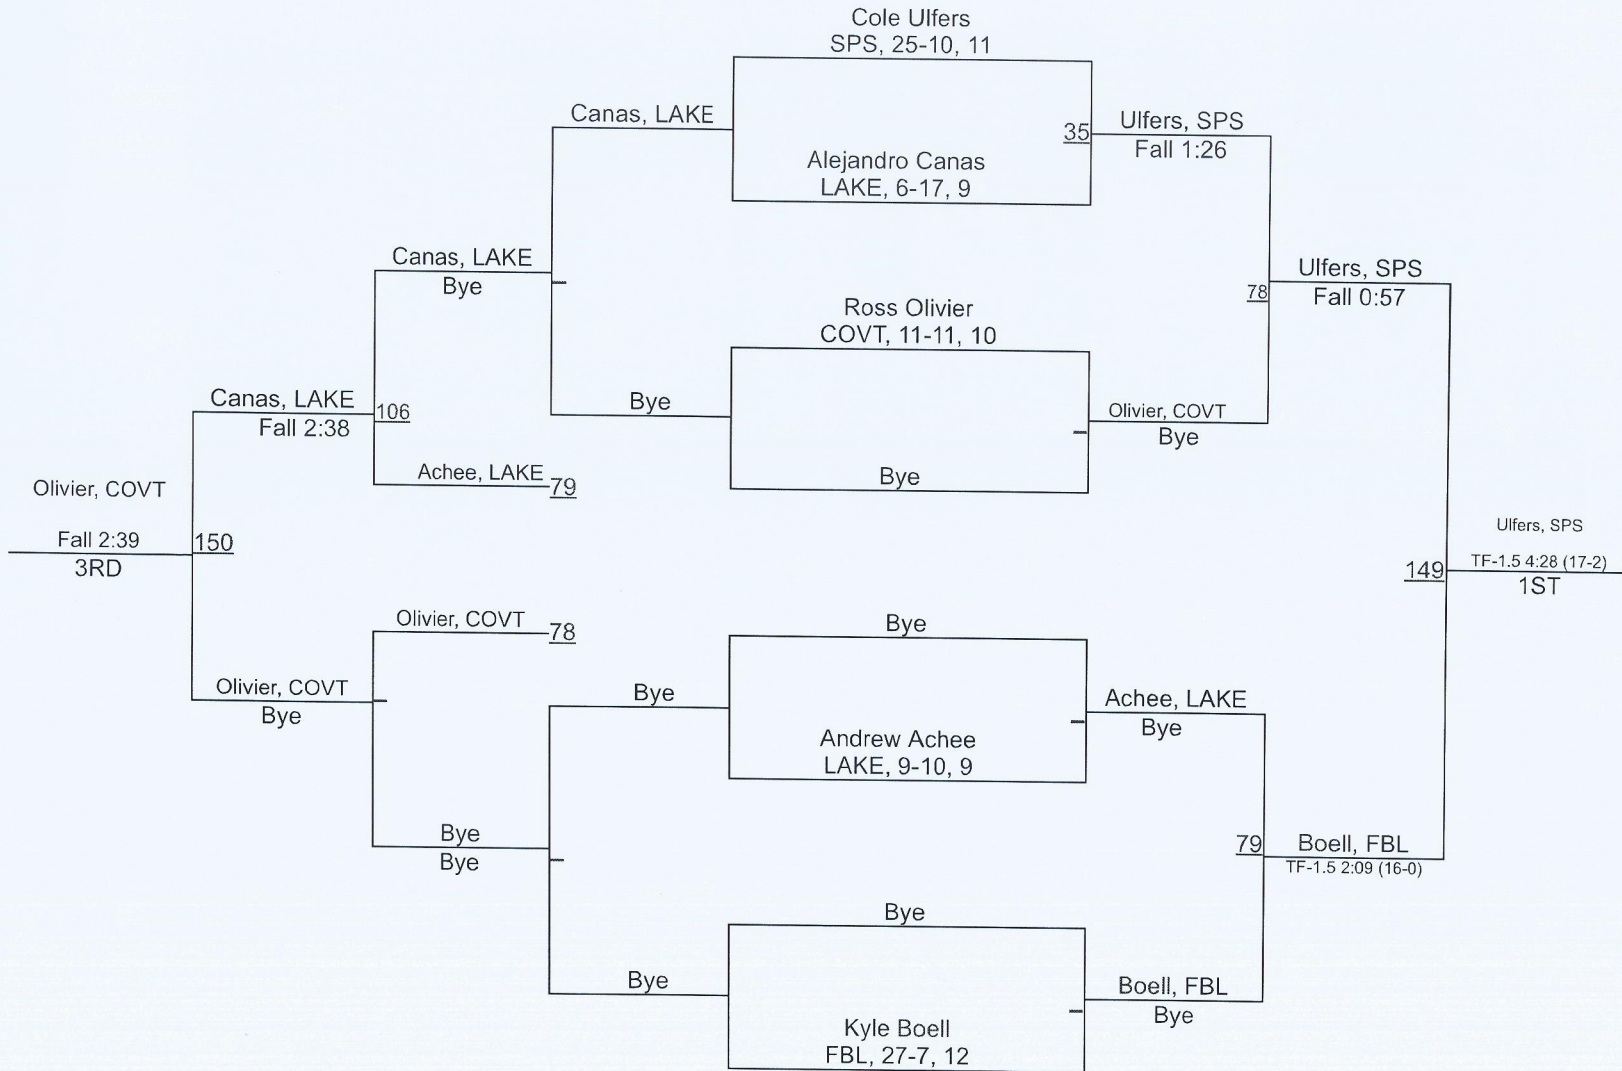 Cole Ulfers
SPS, 25-10, 11
Canas, LAKE
35
Ulfers, SPS
Fall 1:26
Alejandro Canas
LAKE, 6-17, 9
Canas, LAKE
Bye
Ulfers, SPS
78
Fall 0:57
Ross Olivier
COVT, 11-11, 10
Canas, LAKE
106
Fall 2:38
Bye
Olivier, COVT
Bye
Achee, LAKE
79
Bye
Olivier, COVT
Fall 2:39
150
3RD
Ulfers, SPS
TF-1.5 4:28 (17-2)
149
1ST
Olivier, COVT
78
Bye
Olivier, COVT
Bye
Bye
Achee, LAKE
Bye
Andrew Achee
LAKE, 9-10, 9
Bye
Bye
79
Boell, FBL
TF-1.5 2:09 (16-0)
Bye
Bye
Boell, FBL
Bye
Kyle Boell
FBL, 27-7, 12